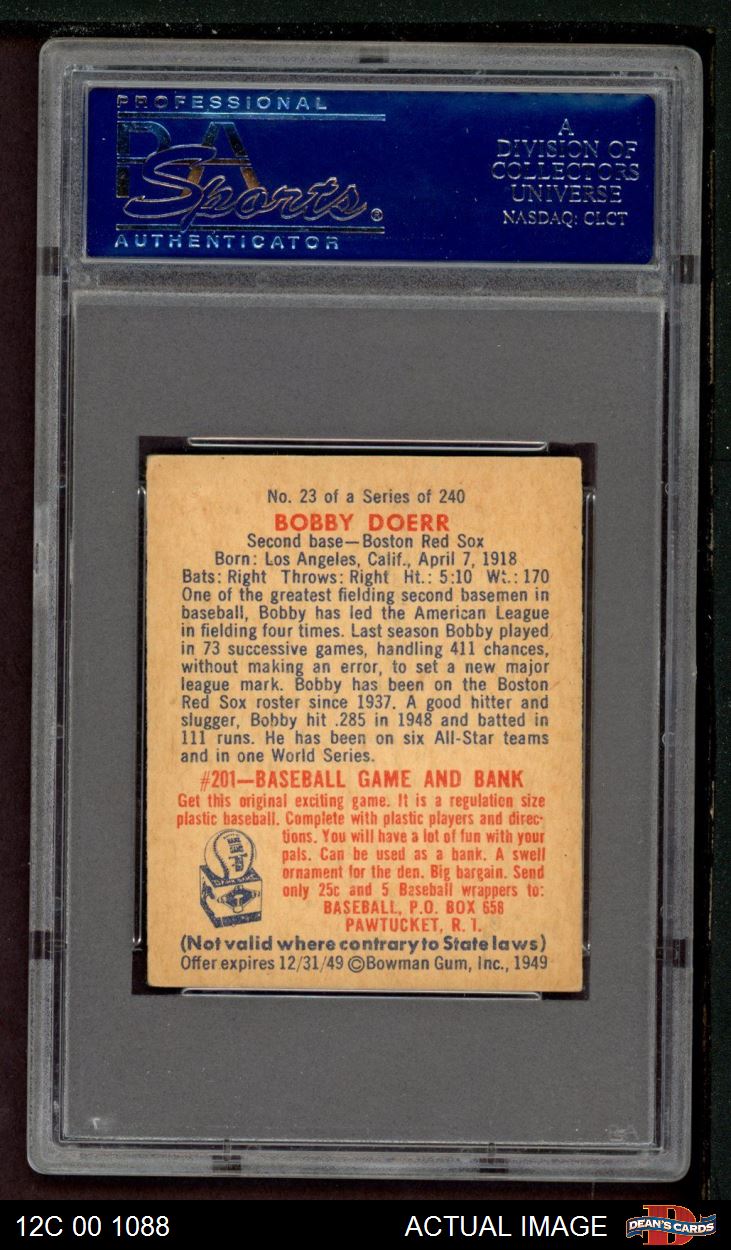 PROFESSIONAL
PSA
Sports®
AUTHENTICATOR
A
DIVISION OF
COLLECTORS
UNIVERSE
NASDAQ: CLCT
No. 23 of a Series of 240
BOBBY DOERR
Second base—Boston Red Sox
Born: Los Angeles, Calif., April 7, 1918
Bats: Right Throws: Right Ht.: 5:10 Wt.: 170
One of the greatest fielding second basemen in
baseball, Bobby has led the American League
in fielding four times. Last season Bobby played
in 73 successive games, handling 411 chances,
without making an error, to set a new major
league mark. Bobby has been on the Boston
Red Sox roster since 1937. A good hitter and
slugger, Bobby hit .285 in 1948 and batted in
111 runs. He has been on six All-Star teams
and in one World Series.
#201—BASEBALL GAME AND BANK
Get this original exciting game. It is a regulation size
plastic baseball. Complete with plastic players and direc-
tions. You will have a lot of fun with your
pals. Can be used as a bank. A swell
ornament for the den. Big bargain. Send
only 25c and 5 Baseball wrappers to:
BASEBALL, P.O. BOX 658
PAWTUCKET, R. I.
(Not valid where contrary to State laws)
Offer expires 12/31/49 ©Bowman Gum, Inc., 1949
12C 00 1088
ACTUAL IMAGE
DEAN'S CARDS